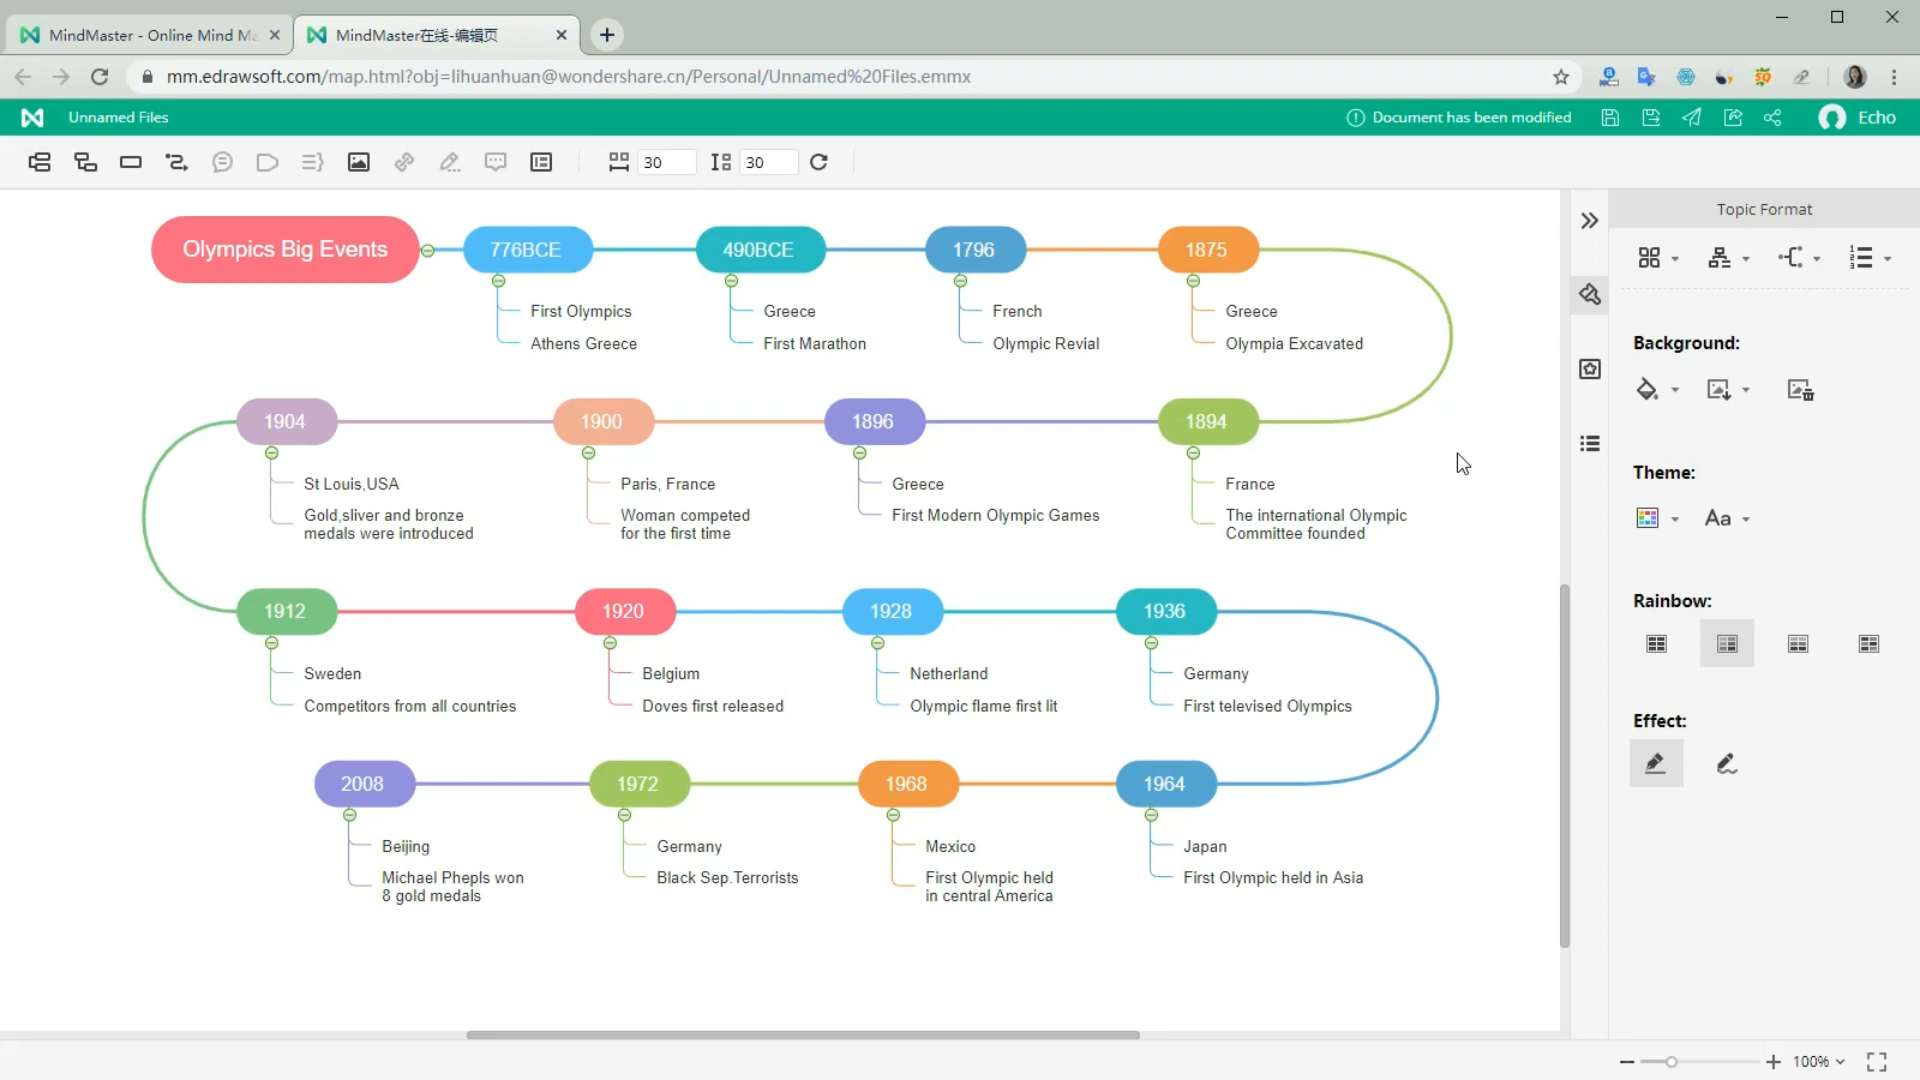 MindMaster - Online Mind Ma
MindMaster在线-编辑页
mm.edrawsoft.com/map.html?obj=lihuanhuan@wondershare.cn/Personal/Unnamed%20Files.emmx
Unnamed Files
Document has been modified
Echo
30
30
Topic Format
Olympics Big Events
776BCE
490BCE
1796
1875
First Olympics
Greece
French
Greece
Athens Greece
First Marathon
Olympic Revial
Olympia Excavated
Background:
1904
1900
1896
1894
St Louis,USA
Paris, France
Greece
France
Gold,sliver and bronze
medals were introduced
Woman competed
for the first time
First Modern Olympic Games
The international Olympic
Committee founded
Theme:
Aa
1912
1920
1928
1936
Rainbow:
Sweden
Belgium
Netherland
Germany
Competitors from all countries
Doves first released
Olympic flame first lit
First televised Olympics
Effect:
2008
1972
1968
1964
Beijing
Germany
Mexico
Japan
Michael Phepls won
8 gold medals
Black Sep.Terrorists
First Olympic held
in central America
First Olympic held in Asia
100%